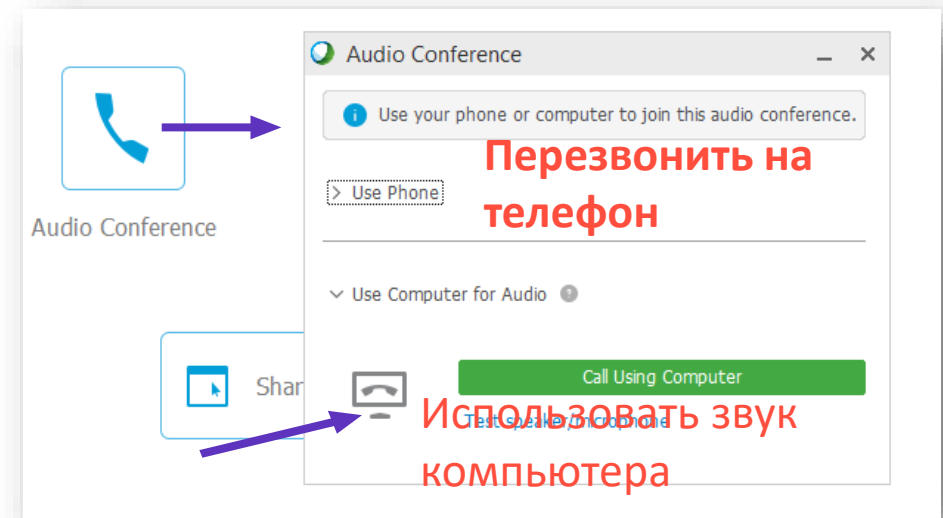 Audio Conference
Use your phone or computer to join this audio conference.
Перезвонить на
телефон
Use Phone
Audio Conference
Use Computer for Audio
Shar
Call Using Computer
Test speaker/microphone
Использовать звук
компьютера